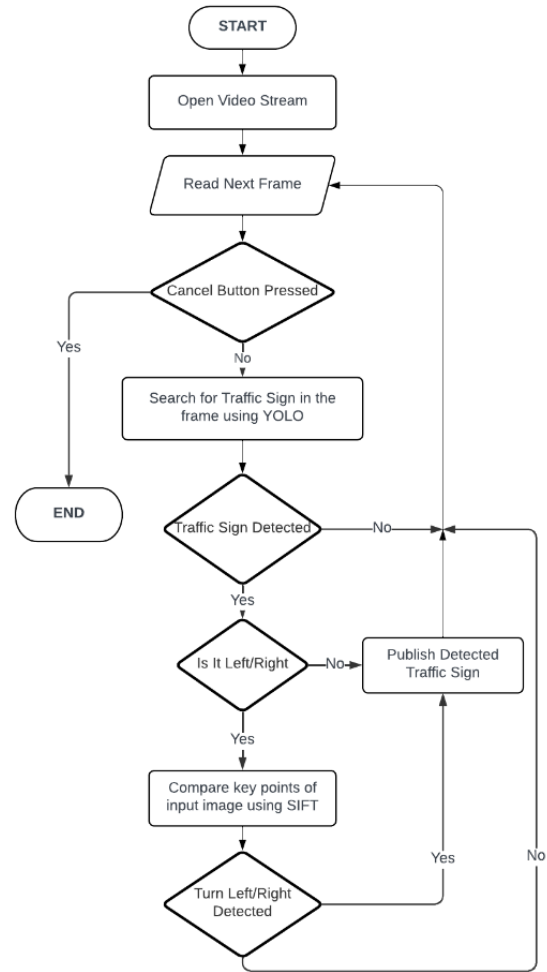 START
Open Video Stream
Read Next Frame
Cancel Button Pressed
Yes
No
Search for Traffic Sign in the
frame using YOLO
END
Traffic Sign Detected
No
Yes
Is It Left/Right
No
Publish Detected
Traffic Sign
Yes
Compare key points of
input image using SIFT
Turn Left/Right
Detected
Yes
No